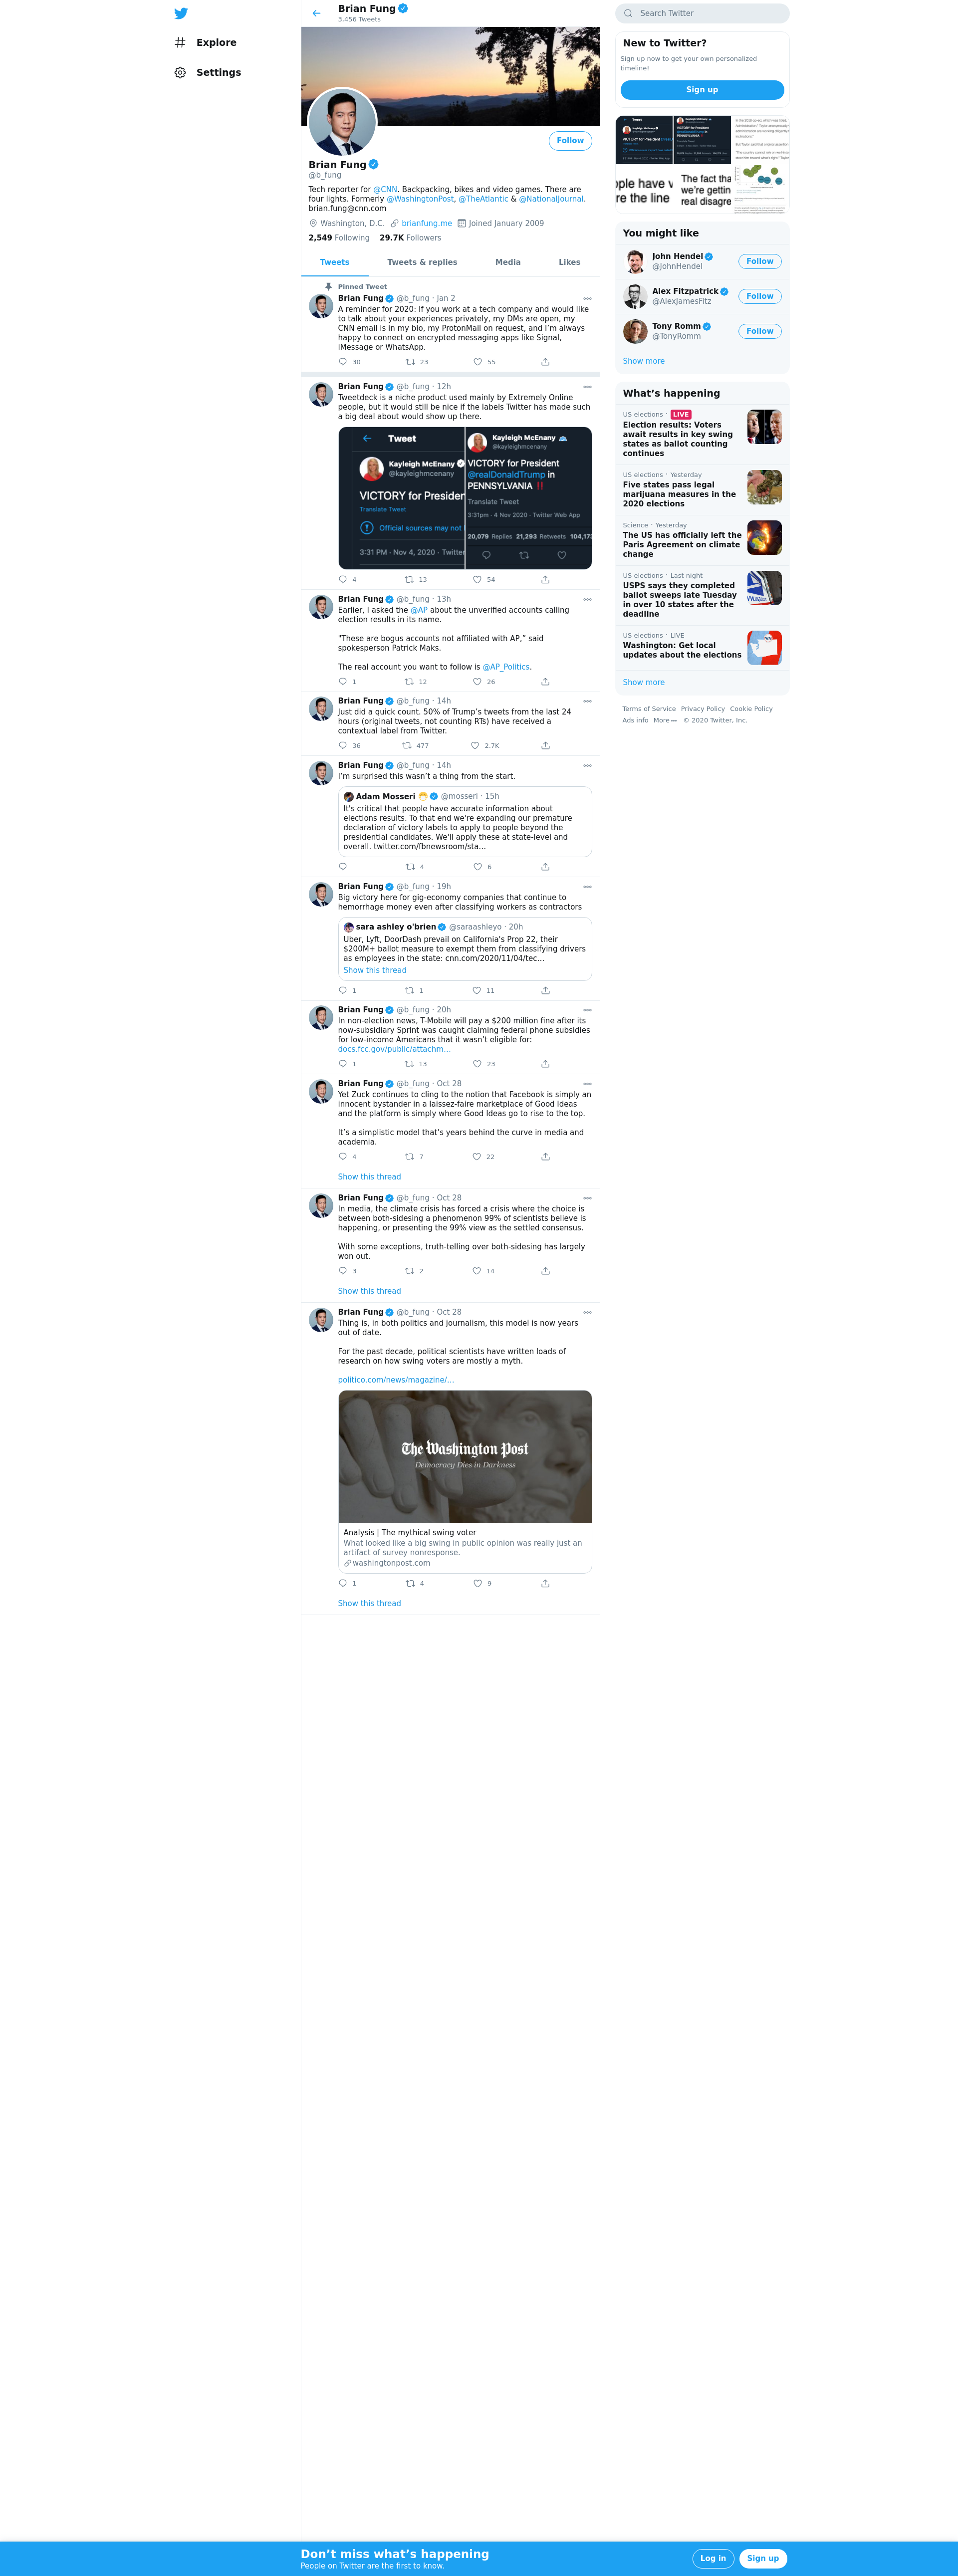 Explore
Settings
Brian Fung
3,456 Tweets
Follow
Brian Fung
@b_fung
Tech reporter for @CNN. Backpacking, bikes and video games. There are
four lights. Formerly @WashingtonPost, @TheAtlantic & @NationalJournal.
brian.fung@cnn.com
Washington, D.C. brianfung.me Joined January 2009
2,549 Following 29.7K Followers
Tweets Tweets & replies Media Likes
Pinned Tweet
Brian Fung @b_fung · Jan 2
A reminder for 2020: If you work at a tech company and would like
to talk about your experiences privately, my DMs are open, my
CNN email is in my bio, my ProtonMail on request, and I’m always
happy to connect on encrypted messaging apps like Signal,
iMessage or WhatsApp.
30 23 55
Brian Fung @b_fung · 12h
Tweetdeck is a niche product used mainly by Extremely Online
people, but it would still be nice if the labels Twitter has made such
a big deal about would show up there.
Tweet
Kayleigh McEnany
@kayleighmcenany
VICTORY for Presiden
Translate Tweet
Official sources may not
3:31 PM · Nov 4, 2020 · Twitter
Kayleigh McEnany
@kayleighmcenany
VICTORY for President
@realDonaldTrump in
PENNSYLVANIA ‼️
Translate Tweet
3:31pm · 4 Nov 2020 · Twitter Web App
20,079 Replies 21,293 Retweets 104,172
4 13 54
Brian Fung @b_fung · 13h
Earlier, I asked the @AP about the unverified accounts calling
election results in its name.
“These are bogus accounts not affiliated with AP,” said
spokesperson Patrick Maks.
The real account you want to follow is @AP_Politics.
1 12 26
Brian Fung @b_fung · 14h
Just did a quick count. 50% of Trump’s tweets from the last 24
hours (original tweets, not counting RTs) have received a
contextual label from Twitter.
36 477 2.7K
Brian Fung @b_fung · 14h
I’m surprised this wasn’t a thing from the start.
Adam Mosseri @mosseri · 15h
It's critical that people have accurate information about
elections results. To that end we're expanding our premature
declaration of victory labels to apply to people beyond the
presidential candidates. We'll apply these at state-level and
overall. twitter.com/fbnewsroom/sta…
4 6
Brian Fung @b_fung · 19h
Big victory here for gig-economy companies that continue to
hemorrhage money even after classifying workers as contractors
sara ashley o'brien @saraashleyo · 20h
Uber, Lyft, DoorDash prevail on California's Prop 22, their
$200M+ ballot measure to exempt them from classifying drivers
as employees in the state: cnn.com/2020/11/04/tec…
Show this thread
1 1 11
Brian Fung @b_fung · 20h
In non-election news, T-Mobile will pay a $200 million fine after its
now-subsidiary Sprint was caught claiming federal phone subsidies
for low-income Americans that it wasn’t eligible for:
docs.fcc.gov/public/attachm…
1 13 23
Brian Fung @b_fung · Oct 28
Yet Zuck continues to cling to the notion that Facebook is simply an
innocent bystander in a laissez-faire marketplace of Good Ideas
and the platform is simply where Good Ideas go to rise to the top.
It’s a simplistic model that’s years behind the curve in media and
academia.
4 7 22
Show this thread
Brian Fung @b_fung · Oct 28
In media, the climate crisis has forced a crisis where the choice is
between both-sidesing a phenomenon 99% of scientists believe is
happening, or presenting the 99% view as the settled consensus.
With some exceptions, truth-telling over both-sidesing has largely
won out.
3 2 14
Show this thread
Brian Fung @b_fung · Oct 28
Thing is, in both politics and journalism, this model is now years
out of date.
For the past decade, political scientists have written loads of
research on how swing voters are mostly a myth.
politico.com/news/magazine/…
The Washington Post
Democracy Dies in Darkness
Analysis | The mythical swing voter
What looked like a big swing in public opinion was really just an
artifact of survey nonresponse.
washingtonpost.com
1 4 9
Show this thread
Search Twitter
New to Twitter?
Sign up now to get your own personalized
timeline!
Sign up
ople have v
re the line
The fact tha
we're gettin
real disagre
You might like
John Hendel
@JohnHendel
Follow
Alex Fitzpatrick
@AlexJamesFitz
Follow
Tony Romm
@TonyRomm
Follow
Show more
What’s happening
US elections · LIVE
Election results: Voters
await results in key swing
states as ballot counting
continues
US elections · Yesterday
Five states pass legal
marijuana measures in the
2020 elections
Science · Yesterday
The US has officially left the
Paris Agreement on climate
change
US elections · Last night
USPS says they completed
ballot sweeps late Tuesday
in over 10 states after the
deadline
US elections · LIVE
Washington: Get local
updates about the elections
Show more
Terms of Service Privacy Policy Cookie Policy
Ads info More © 2020 Twitter, Inc.
Don’t miss what’s happening
People on Twitter are the first to know.
Log in Sign up